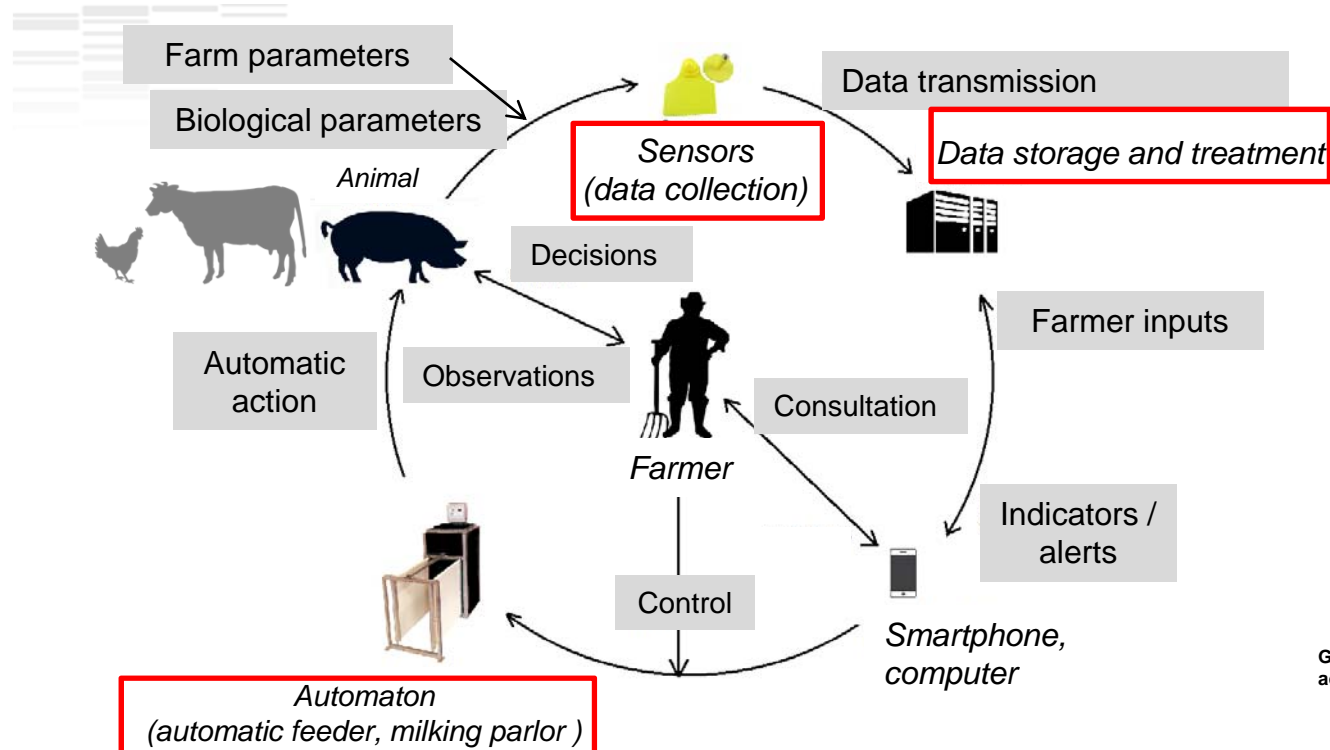 Farm parameters
Biological parameters
Animal
Sensors
(data collection)
Data transmission
Data storage and treatment
Decisions
Farmer inputs
Automatic
action
Observations
Consultation
Farmer
Indicators /
alerts
Control
Smartphone,
computer
Automaton
(automatic feeder, milking parlor )